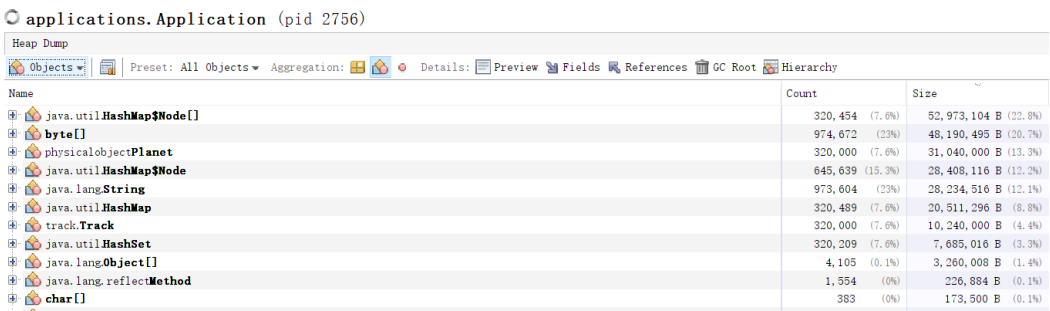 applications.Application (pid 2756)
Heap Dump
Objects Preset: All Objects Aggregation: Details: Preview Fields References GC Root Hierarchy
Name Count Size
java.util.HashMap$Node[] 320,454 (7.6%) 52,973,104 B (22.8%)
byte[] 974,672 (23%) 48,190,495 B (20.7%)
physicalobject.Planet 320,000 (7.6%) 31,040,000 B (13.3%)
java.util.HashMap$Node 645,639 (15.3%) 28,408,116 B (12.2%)
java.lang.String 973,604 (23%) 28,234,516 B (12.1%)
java.util.HashMap 320,489 (7.6%) 20,511,296 B (8.8%)
track.Track 320,000 (7.6%) 10,240,000 B (4.4%)
java.util.HashSet 320,209 (7.6%) 7,685,016 B (3.3%)
java.lang.Object[] 4,105 (0.1%) 3,260,008 B (1.4%)
java.lang.reflect.Method 1,554 (0%) 226,884 B (0.1%)
char[] 383 (0%) 173,500 B (0.1%)